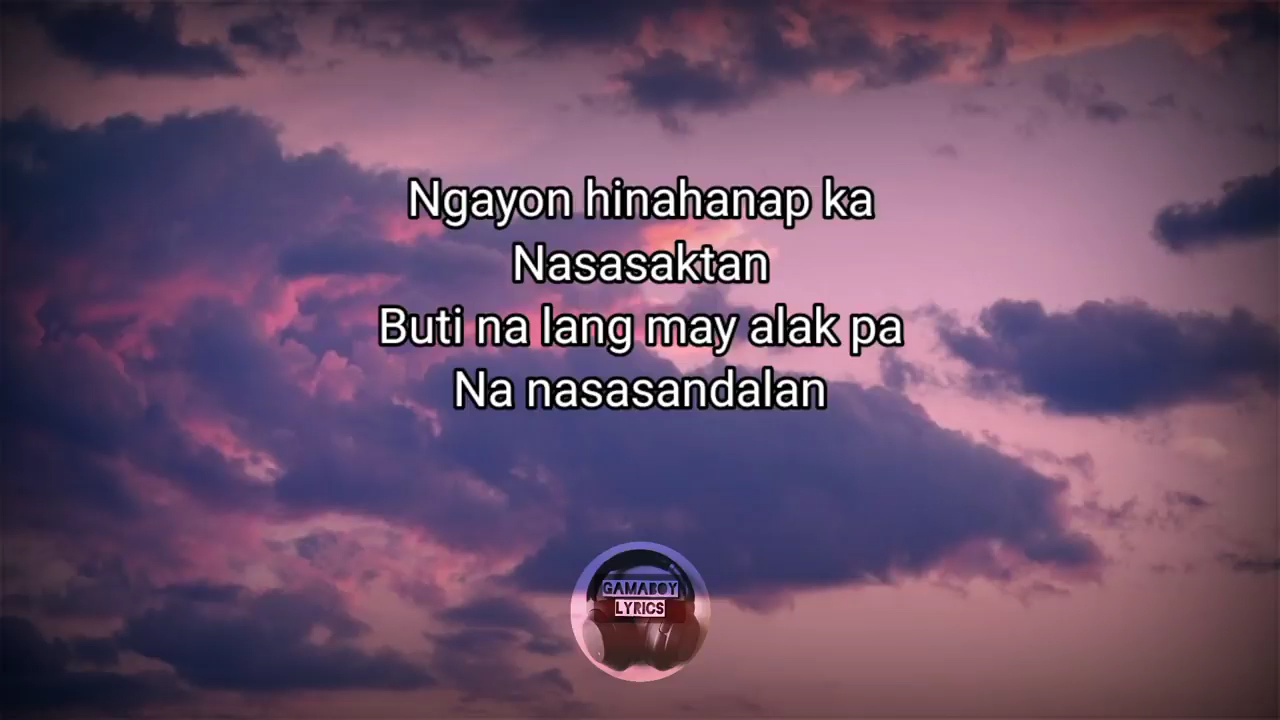 Ngayon hinahanap ka
Nasasaktan
Buti na lang may alak pa
Na nasasandalan
GAMABOY
LYRICS